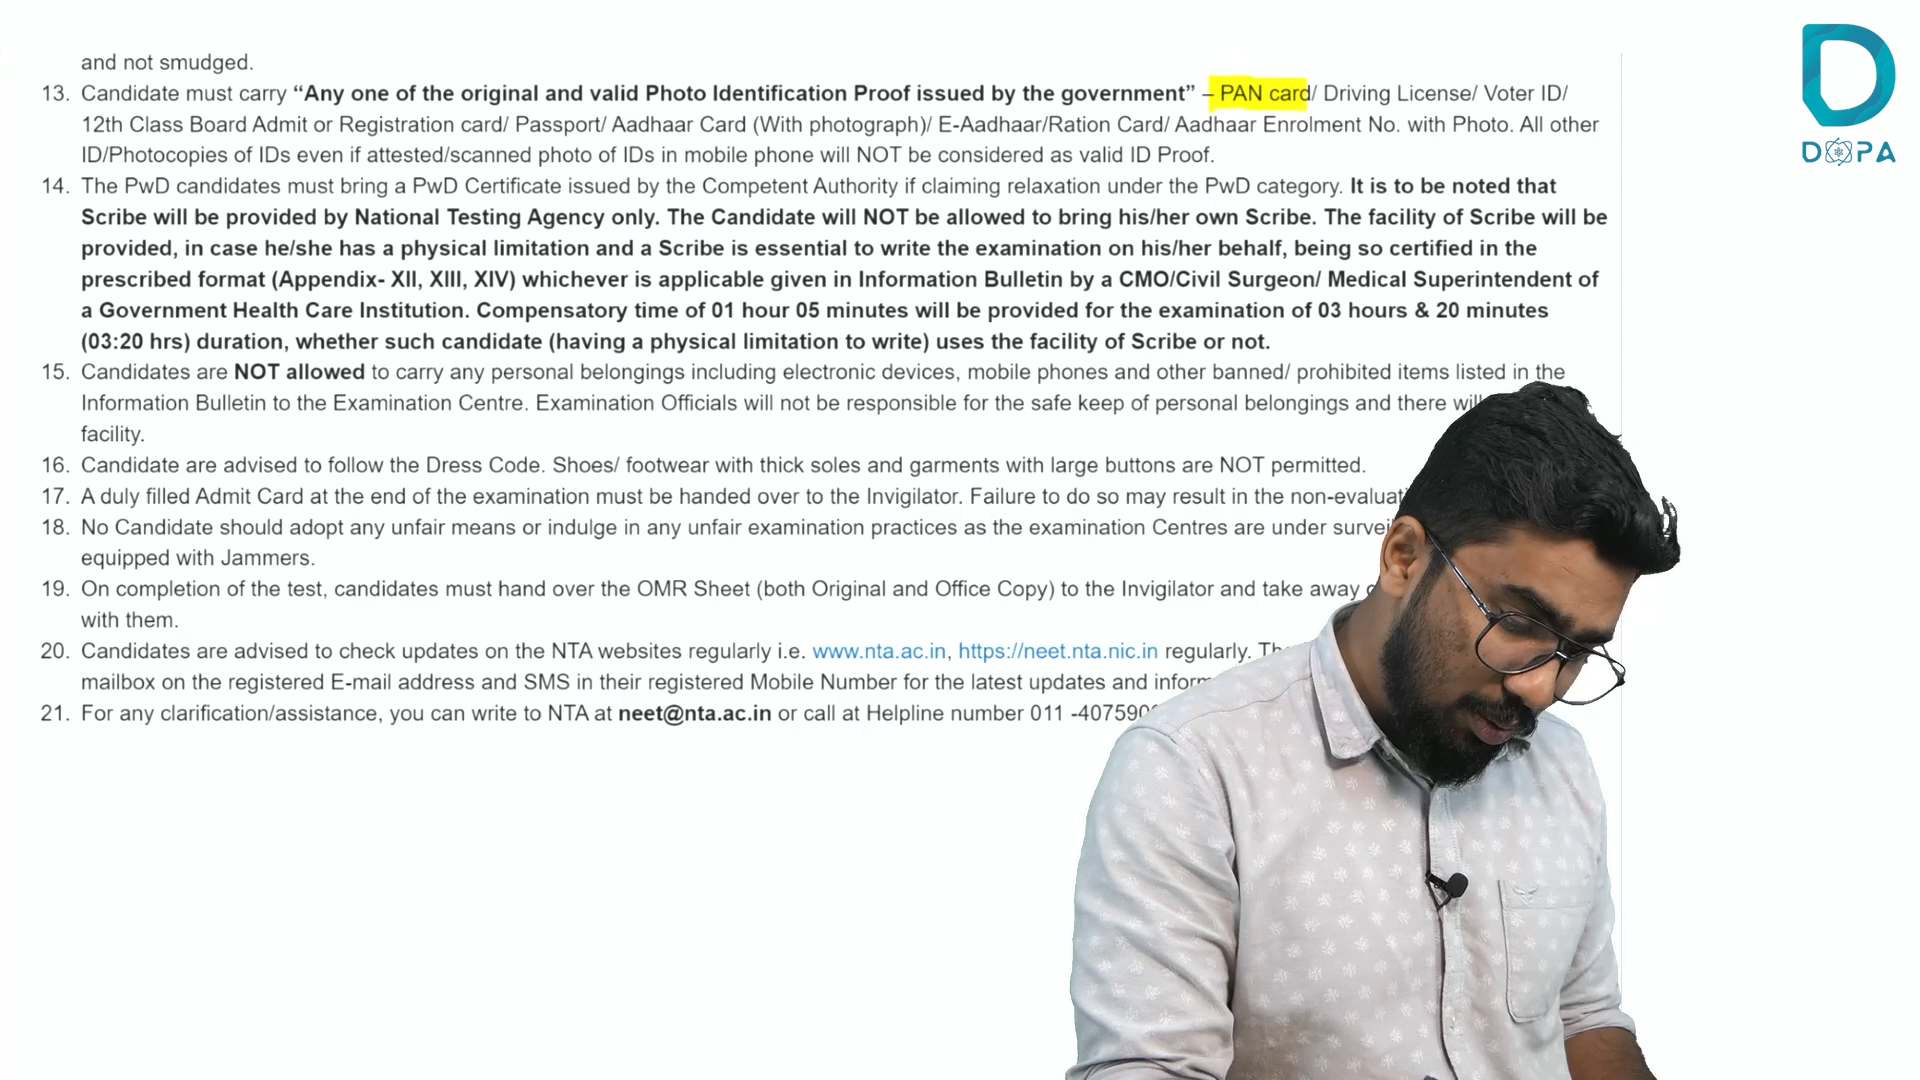 and not smudged.
13. Candidate must carry “Any one of the original and valid Photo Identification Proof issued by the government” – PAN card/ Driving License/ Voter ID/
12th Class Board Admit or Registration card/ Passport/ Aadhaar Card (With photograph)/ E-Aadhaar/Ration Card/ Aadhaar Enrolment No. with Photo. All other
ID/Photocopies of IDs even if attested/scanned photo of IDs in mobile phone will NOT be considered as valid ID Proof.
14. The PwD candidates must bring a PwD Certificate issued by the Competent Authority if claiming relaxation under the PwD category. It is to be noted that
Scribe will be provided by National Testing Agency only. The Candidate will NOT be allowed to bring his/her own Scribe. The facility of Scribe will be
provided, in case he/she has a physical limitation and a Scribe is essential to write the examination on his/her behalf, being so certified in the
prescribed format (Appendix- XII, XIII, XIV) whichever is applicable given in Information Bulletin by a CMO/Civil Surgeon/ Medical Superintendent of
a Government Health Care Institution. Compensatory time of 01 hour 05 minutes will be provided for the examination of 03 hours & 20 minutes
(03:20 hrs) duration, whether such candidate (having a physical limitation to write) uses the facility of Scribe or not.
15. Candidates are NOT allowed to carry any personal belongings including electronic devices, mobile phones and other banned/ prohibited items listed in the
Information Bulletin to the Examination Centre. Examination Officials will not be responsible for the safe keep of personal belongings and there
facility.
16. Candidate are advised to follow the Dress Code. Shoes/ footwear with thick soles and garments with large buttons are NOT permitted.
17. A duly filled Admit Card at the end of the examination must be handed over to the Invigilator. Failure to do so may result in the
18. No Candidate should adopt any unfair means or indulge in any unfair examination practices as the examination Centres are under
equipped with Jammers.
19. On completion of the test, candidates must hand over the OMR Sheet (both Original and Office Copy) to the Invigilator and take away
with them.
20. Candidates are advised to check updates on the NTA websites regularly i.e. www.nta.ac.in, https://neet.nta.nic.in regularly.
mailbox on the registered E-mail address and SMS in their registered Mobile Number for the latest updates and
21. For any clarification/assistance, you can write to NTA at neet@nta.ac.in or call at Helpline number 011
DOPA